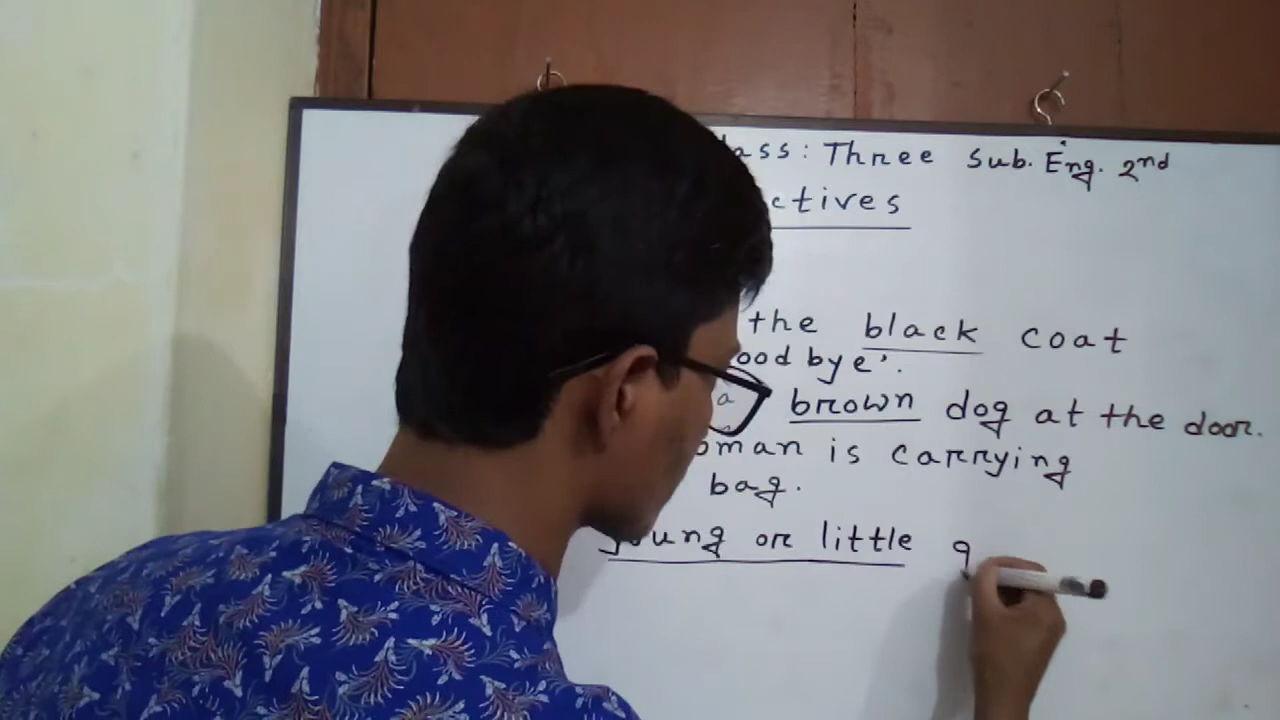 ass: Three Sub. Eng. 2nd
ctives
the black coat
oodbye'.
a brown dog at the door.
oman is carrying
bag.
young or little g